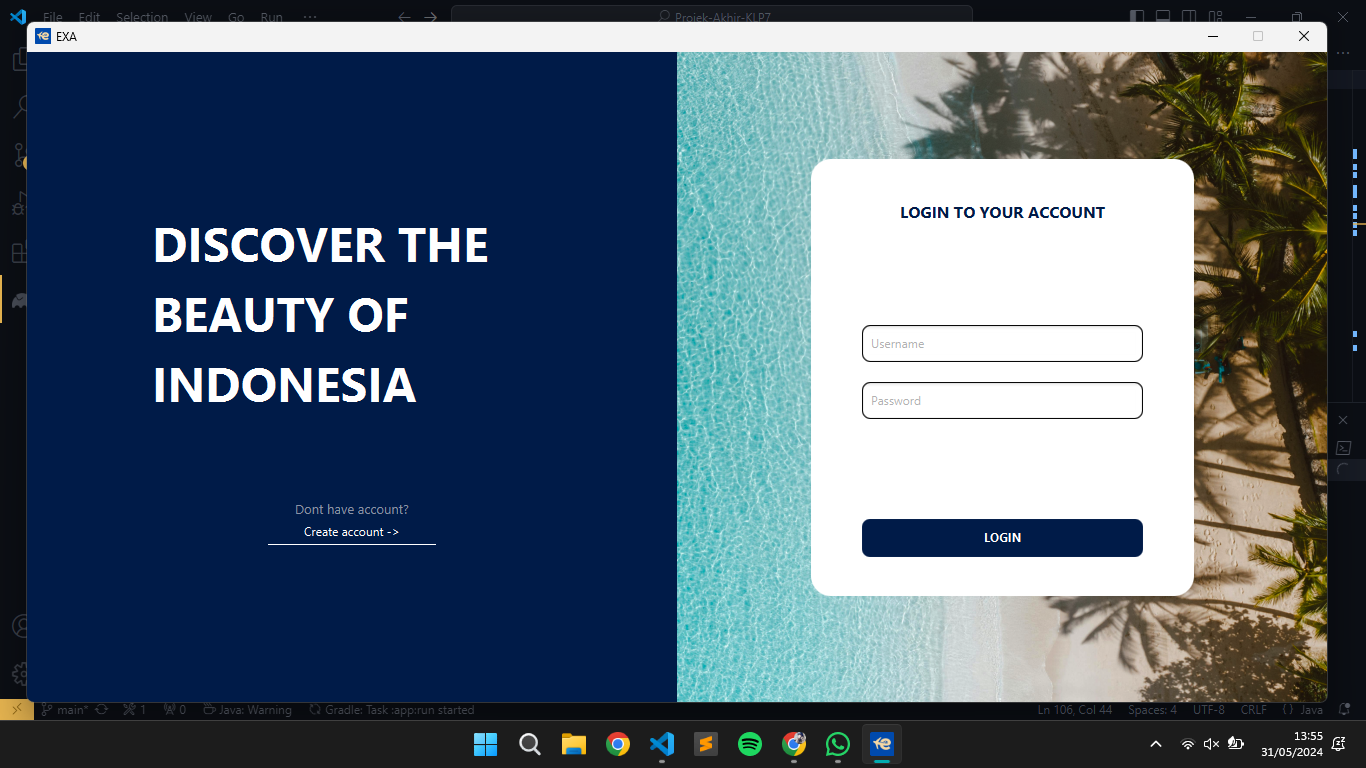 File Edit Selection View Go Run ...
Projek-Akhir-KLP7
EXA
DISCOVER THE
BEAUTY OF
INDONESIA
Dont have account?
Create account ->
LOGIN TO YOUR ACCOUNT
Username
Password
LOGIN
main* 1 0 Java: Warning Gradle: Task :app:run started
Ln 106, Col 44 Spaces: 4 UTF-8 CRLF {} Java
13:55
31/05/2024